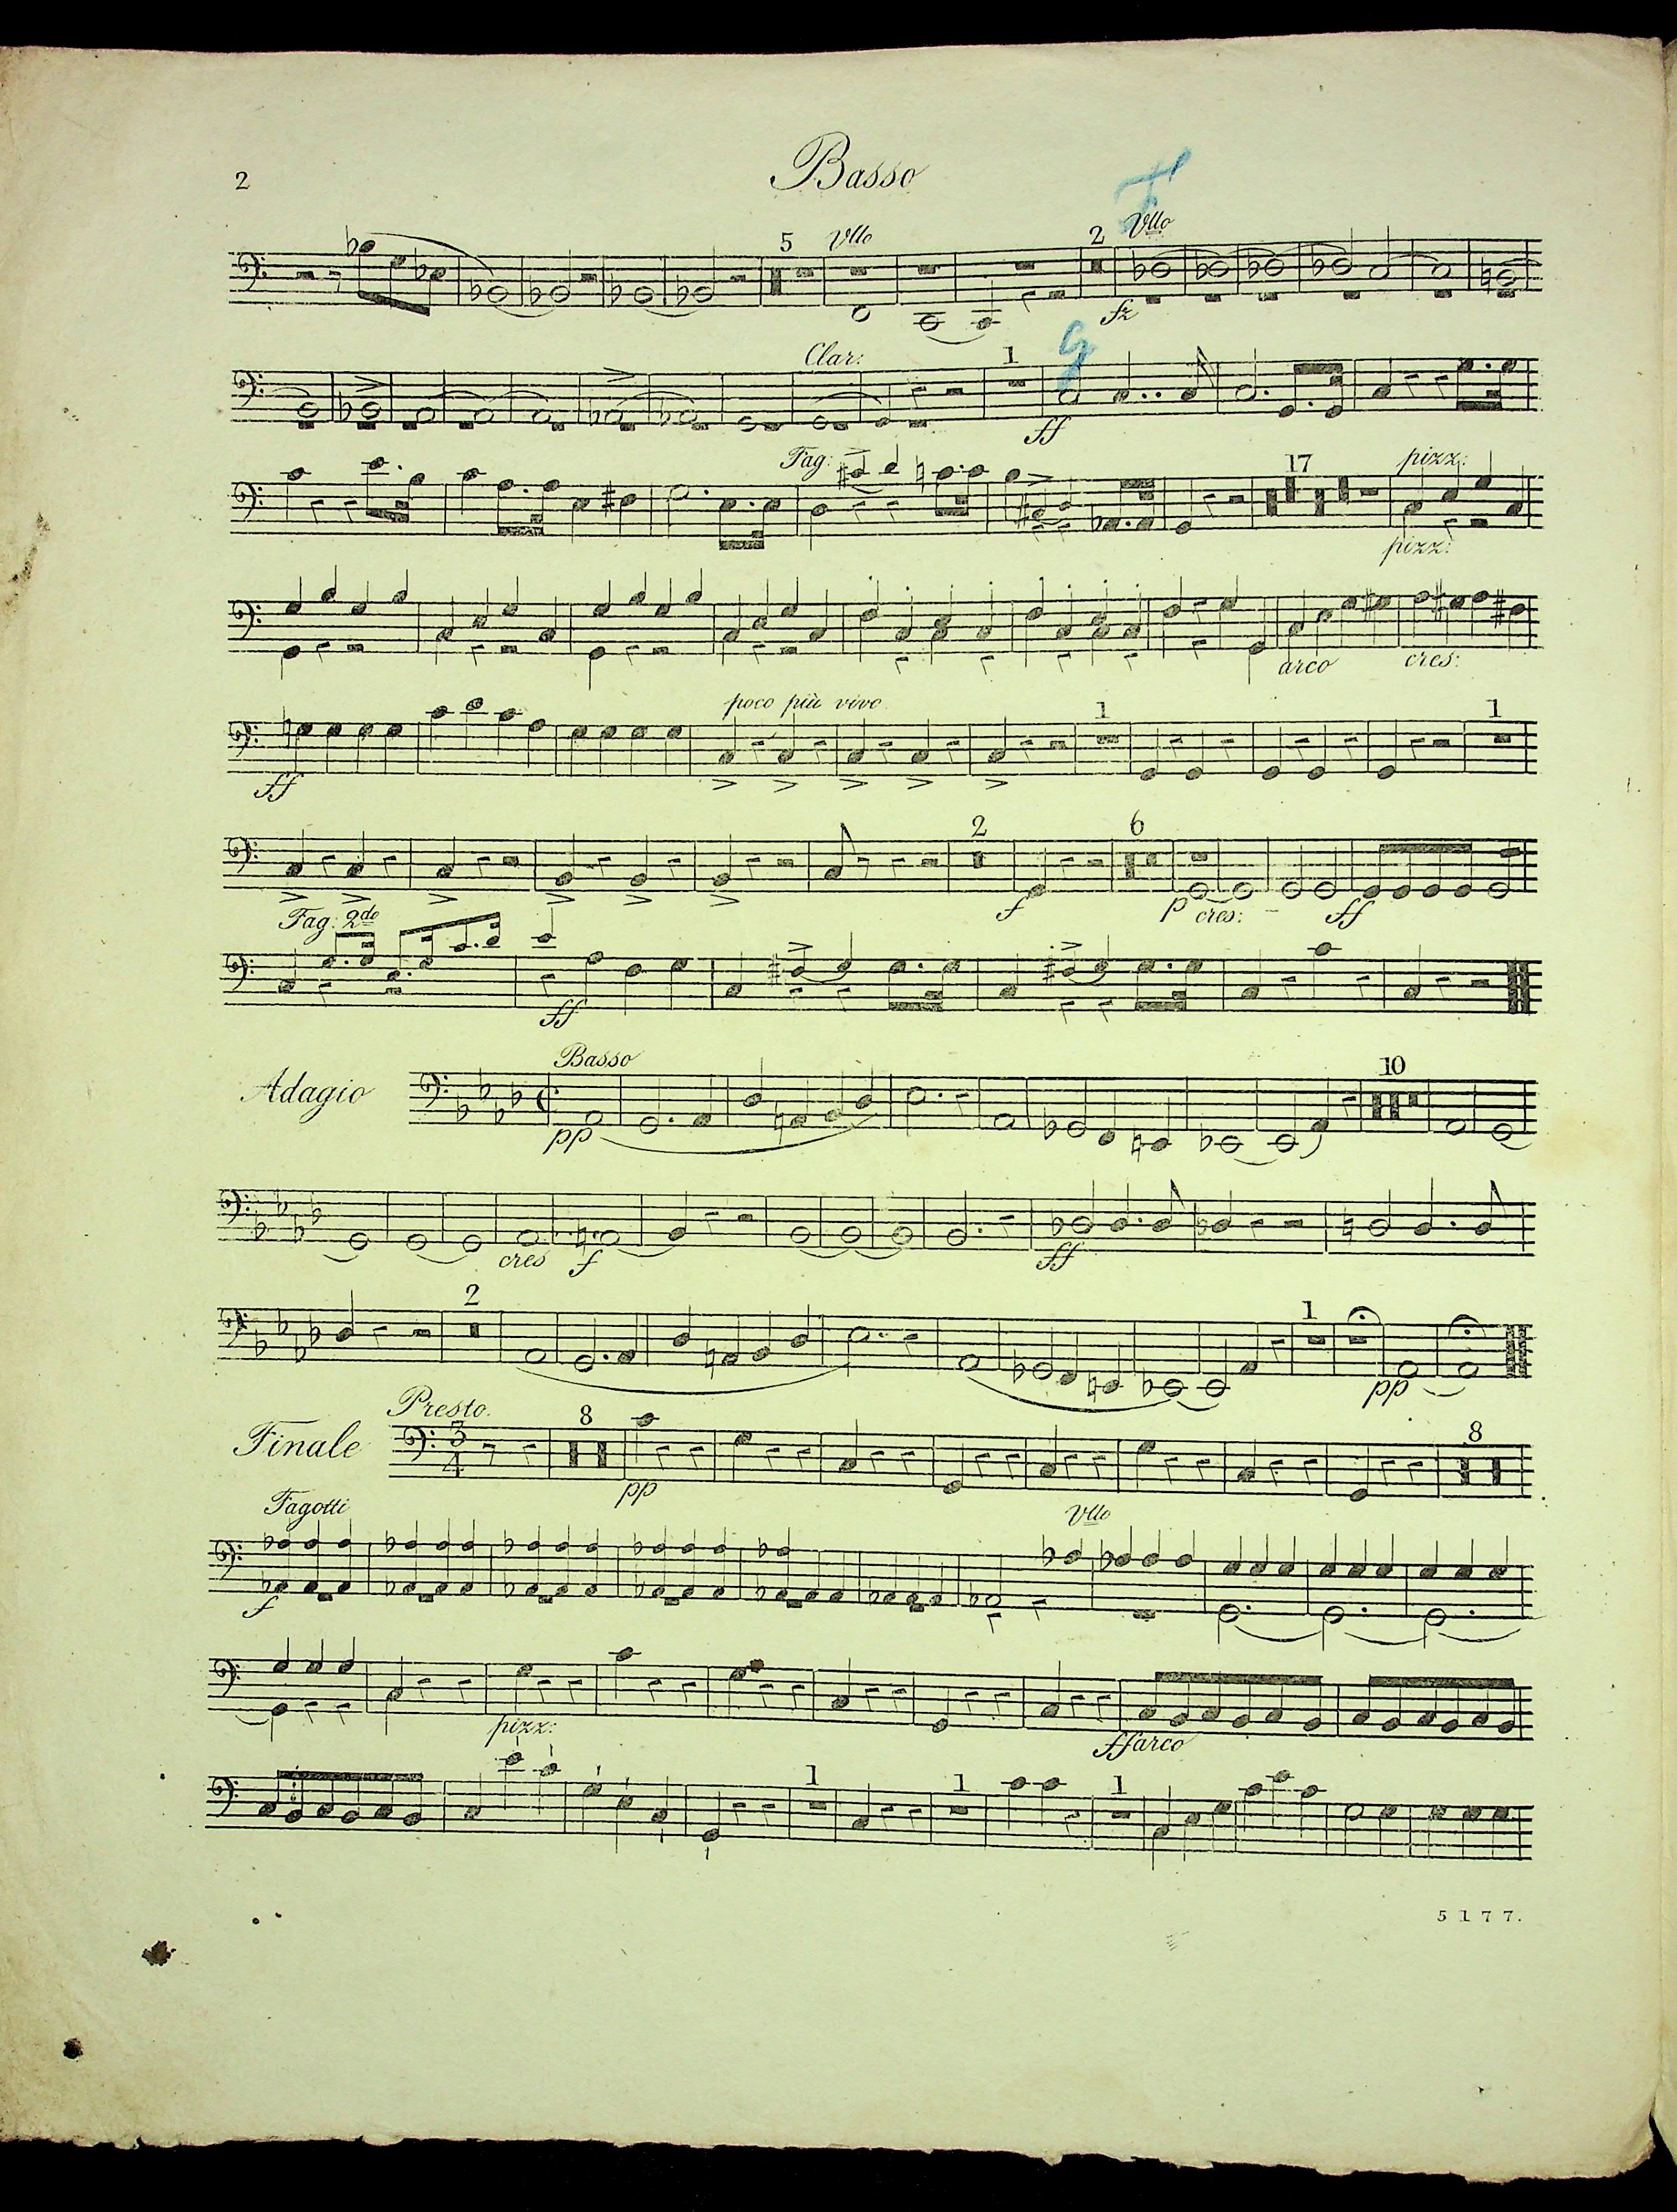 2
Basso
F
5 Vllo 2 Vllo
fz
Clar: 1 G
ff
Fag: 17 pizz:
pizz:
arco cres:
poco più vivo 1 1
ff
2 6
f p cres: ff
Fag: 2do
ff
Adagio Basso 10
pp
cres f ff
2 1
pp
Finale Presto. 3/4 8 8
pp
Fagotti Vllo
f
pizz: ff arco
1 1 1
5177.